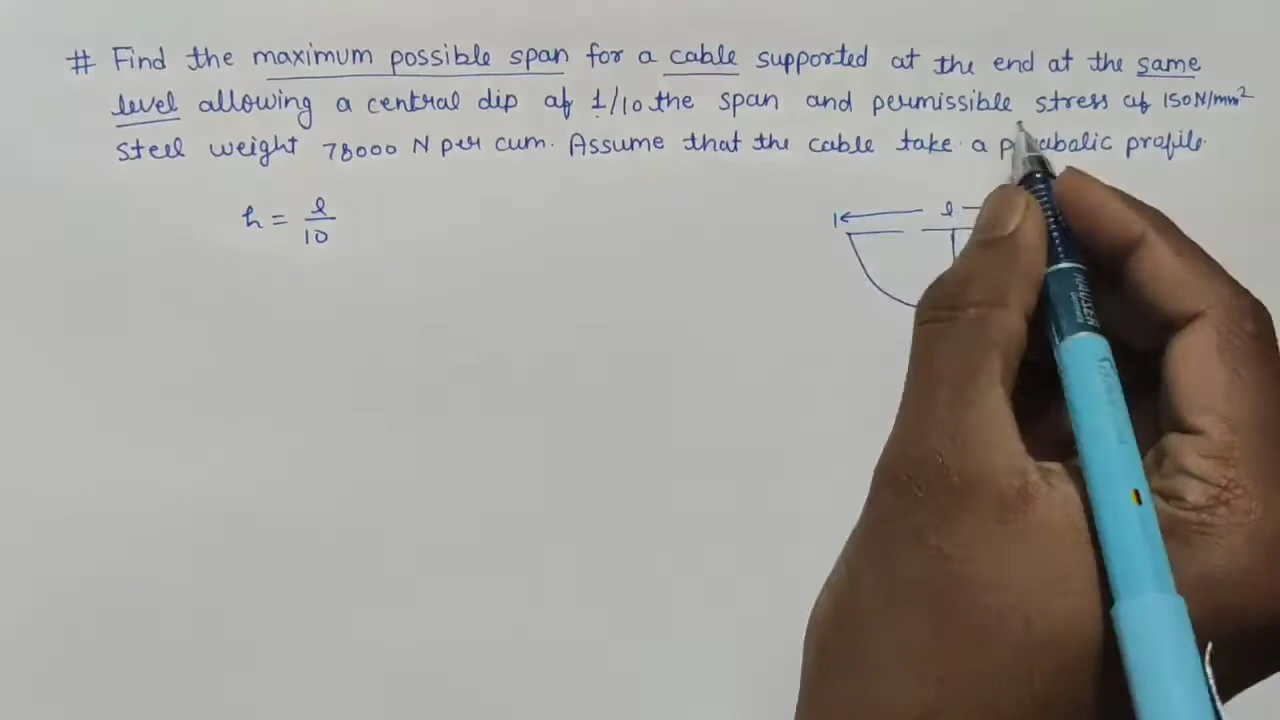 # Find the maximum possible span for a cable supported at the end at the same
level allowing a central dip of 1/10 the span and permissible stress of 150N/mm²
Steel weight 78000 N per cum. Assume that the cable take a parabolic profile.
h = l/10
l